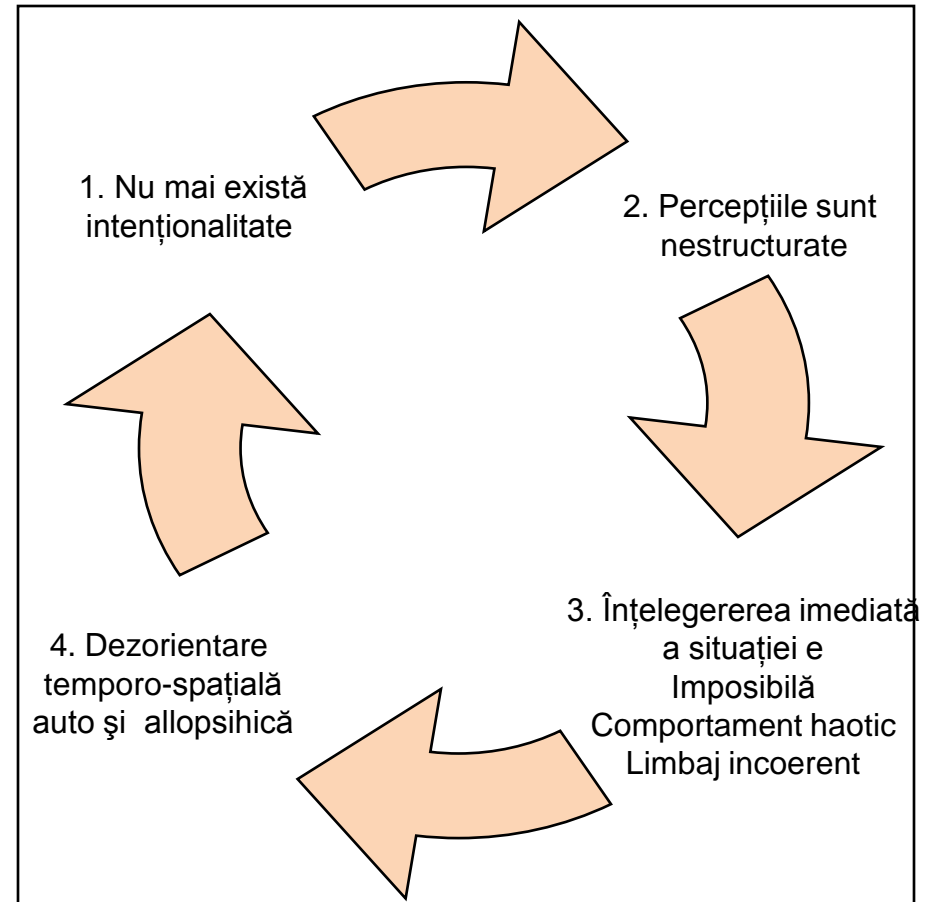 1. Nu mai există
intenționalitate
2. Percepțiile sunt
nestructurate
3. Înțelegererea imediată
a situației e
Imposibilă
Comportament haotic
Limbaj incoerent
4. Dezorientare
temporo-spațială
auto şi allopsihică